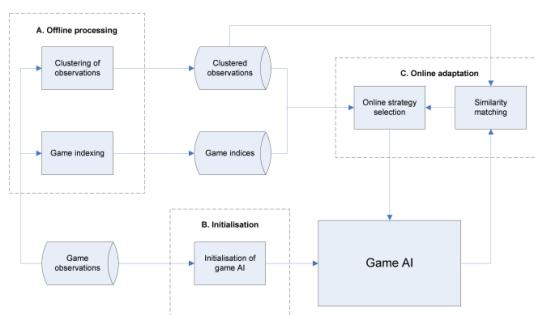 A. Offline processing
Clustering of
observations
Clustered
observations
C. Online adaptation
Online strategy
selection
Similarity
matching
Game indexing
Game indices
B. Initialisation
Game
observations
Initialisation of
game AI
Game AI